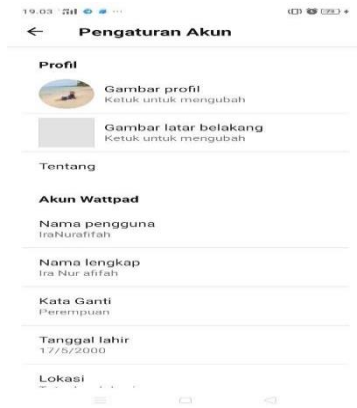 19.03
Pengaturan Akun
Profil
Gambar profil
Ketuk untuk mengubah
Gambar latar belakang
Ketuk untuk mengubah
Tentang
Akun Wattpad
Nama pengguna
IraNurafifah
Nama lengkap
Ira Nur afifah
Kata Ganti
Perempuan
Tanggal lahir
17/5/2000
Lokasi